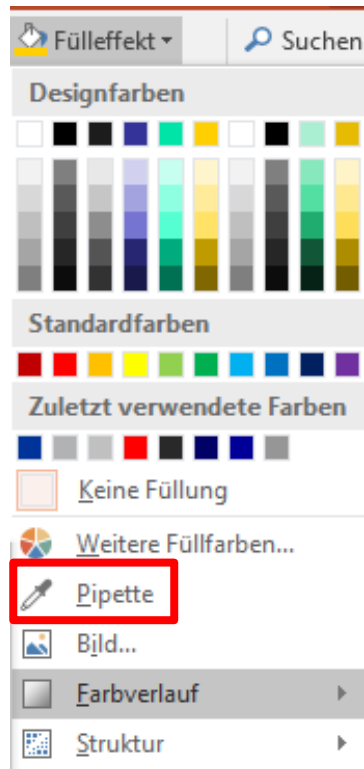 Fülleffekt Suchen
Designfarben
Standardfarben
Zuletzt verwendete Farben
Keine Füllung
Weitere Füllfarben...
Pipette
Bild...
Farbverlauf
Struktur